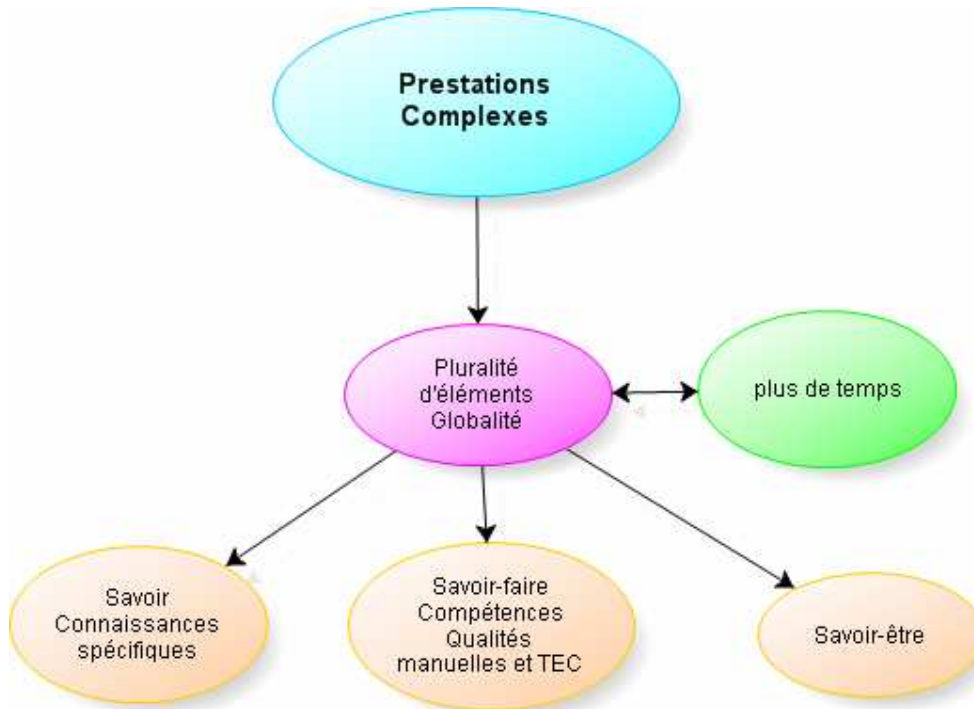 Prestations
Complexes
Pluralité
d'éléments
Globalité
plus de temps
Savoir
Connaissances
spécifiques
Savoir-faire
Compétences
Qualités
manuelles et TEC
Savoir-être